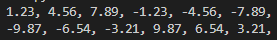 1.23, 4.56, 7.89, -1.23, -4.56, -7.89,
-9.87, -6.54, -3.21, 9.87, 6.54, 3.21,